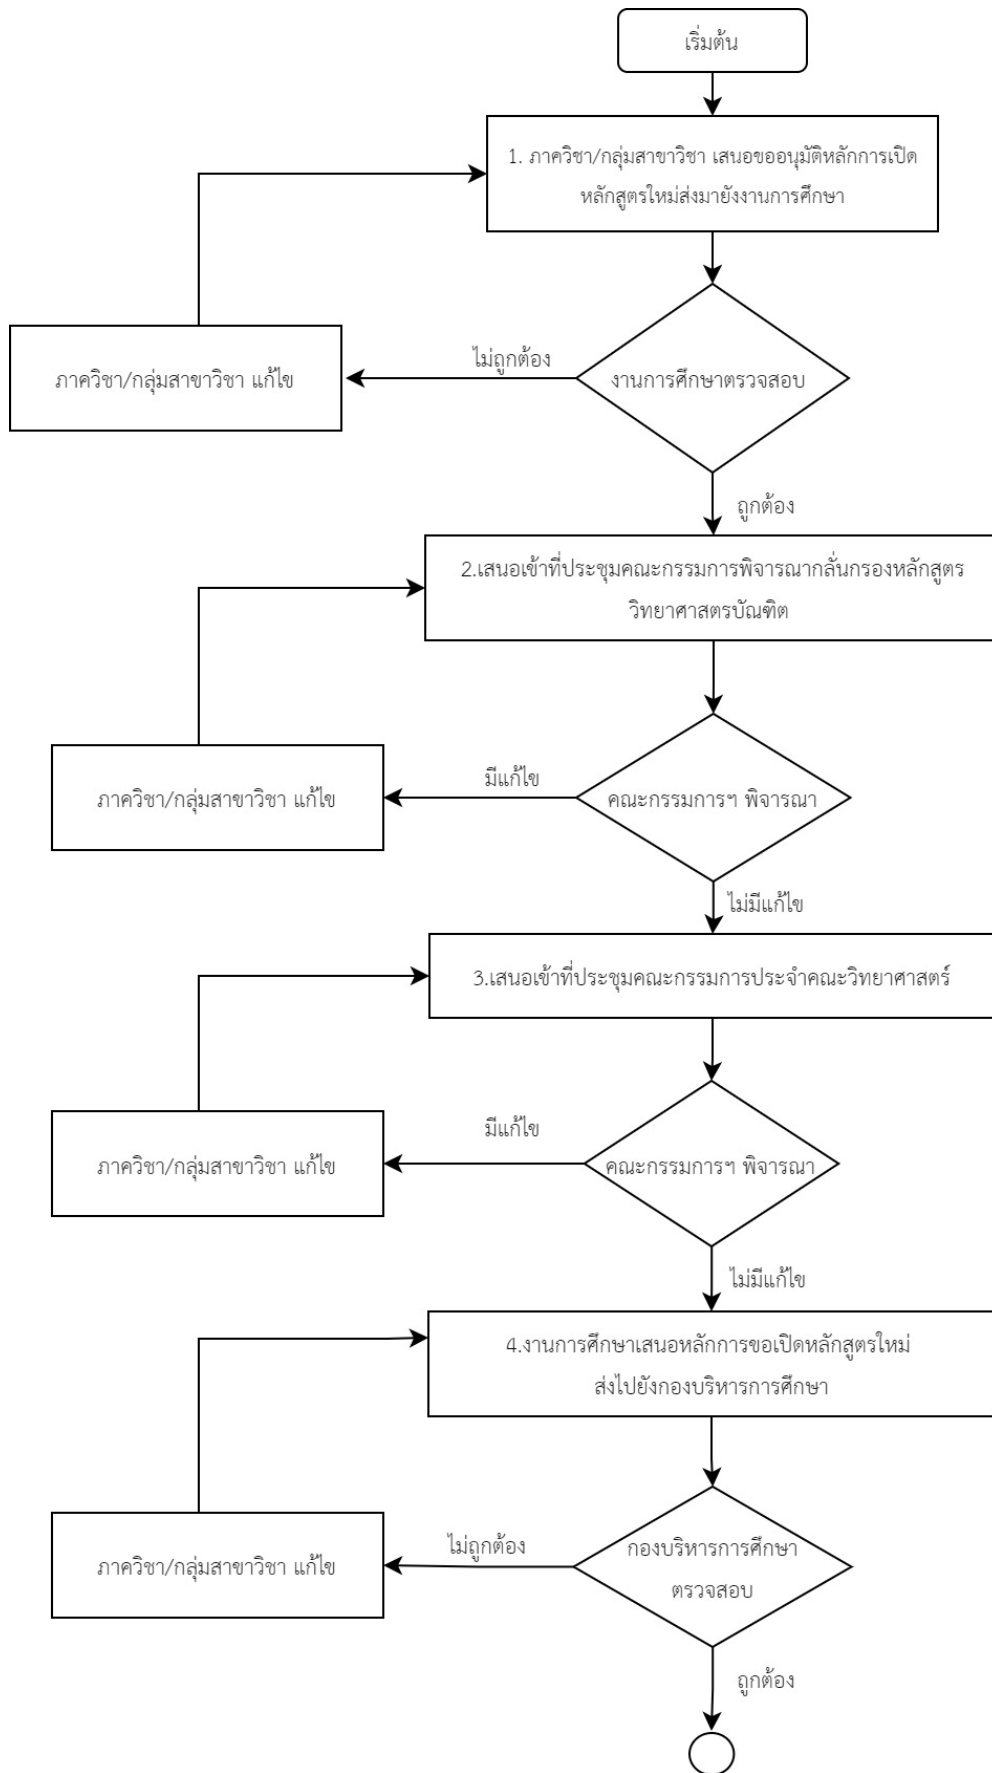 เริ่มต้น
1. ภาควิชา/กลุ่มสาขาวิชา เสนอขออนุมัติหลักการเปิด
หลักสูตรใหม่ส่งมายังงานการศึกษา
ไม่ถูกต้อง
ภาควิชา/กลุ่มสาขาวิชา แก้ไข
งานการศึกษาตรวจสอบ
ถูกต้อง
2.เสนอเข้าที่ประชุมคณะกรรมการพิจารณากลั่นกรองหลักสูตร
วิทยาศาสตรบัณฑิต
มีแก้ไข
ภาควิชา/กลุ่มสาขาวิชา แก้ไข
คณะกรรมการฯ พิจารณา
ไม่มีแก้ไข
3.เสนอเข้าที่ประชุมคณะกรรมการประจำคณะวิทยาศาสตร์
มีแก้ไข
ภาควิชา/กลุ่มสาขาวิชา แก้ไข
คณะกรรมการฯ พิจารณา
ไม่มีแก้ไข
4.งานการศึกษาเสนอหลักการขอเปิดหลักสูตรใหม่
ส่งไปยังกองบริหารการศึกษา
ไม่ถูกต้อง
ภาควิชา/กลุ่มสาขาวิชา แก้ไข
กองบริหารการศึกษา
ตรวจสอบ
ถูกต้อง